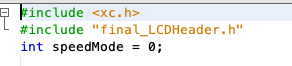 #include <xc.h>
#include "final_LCDHeader.h"
int speedMode = 0;